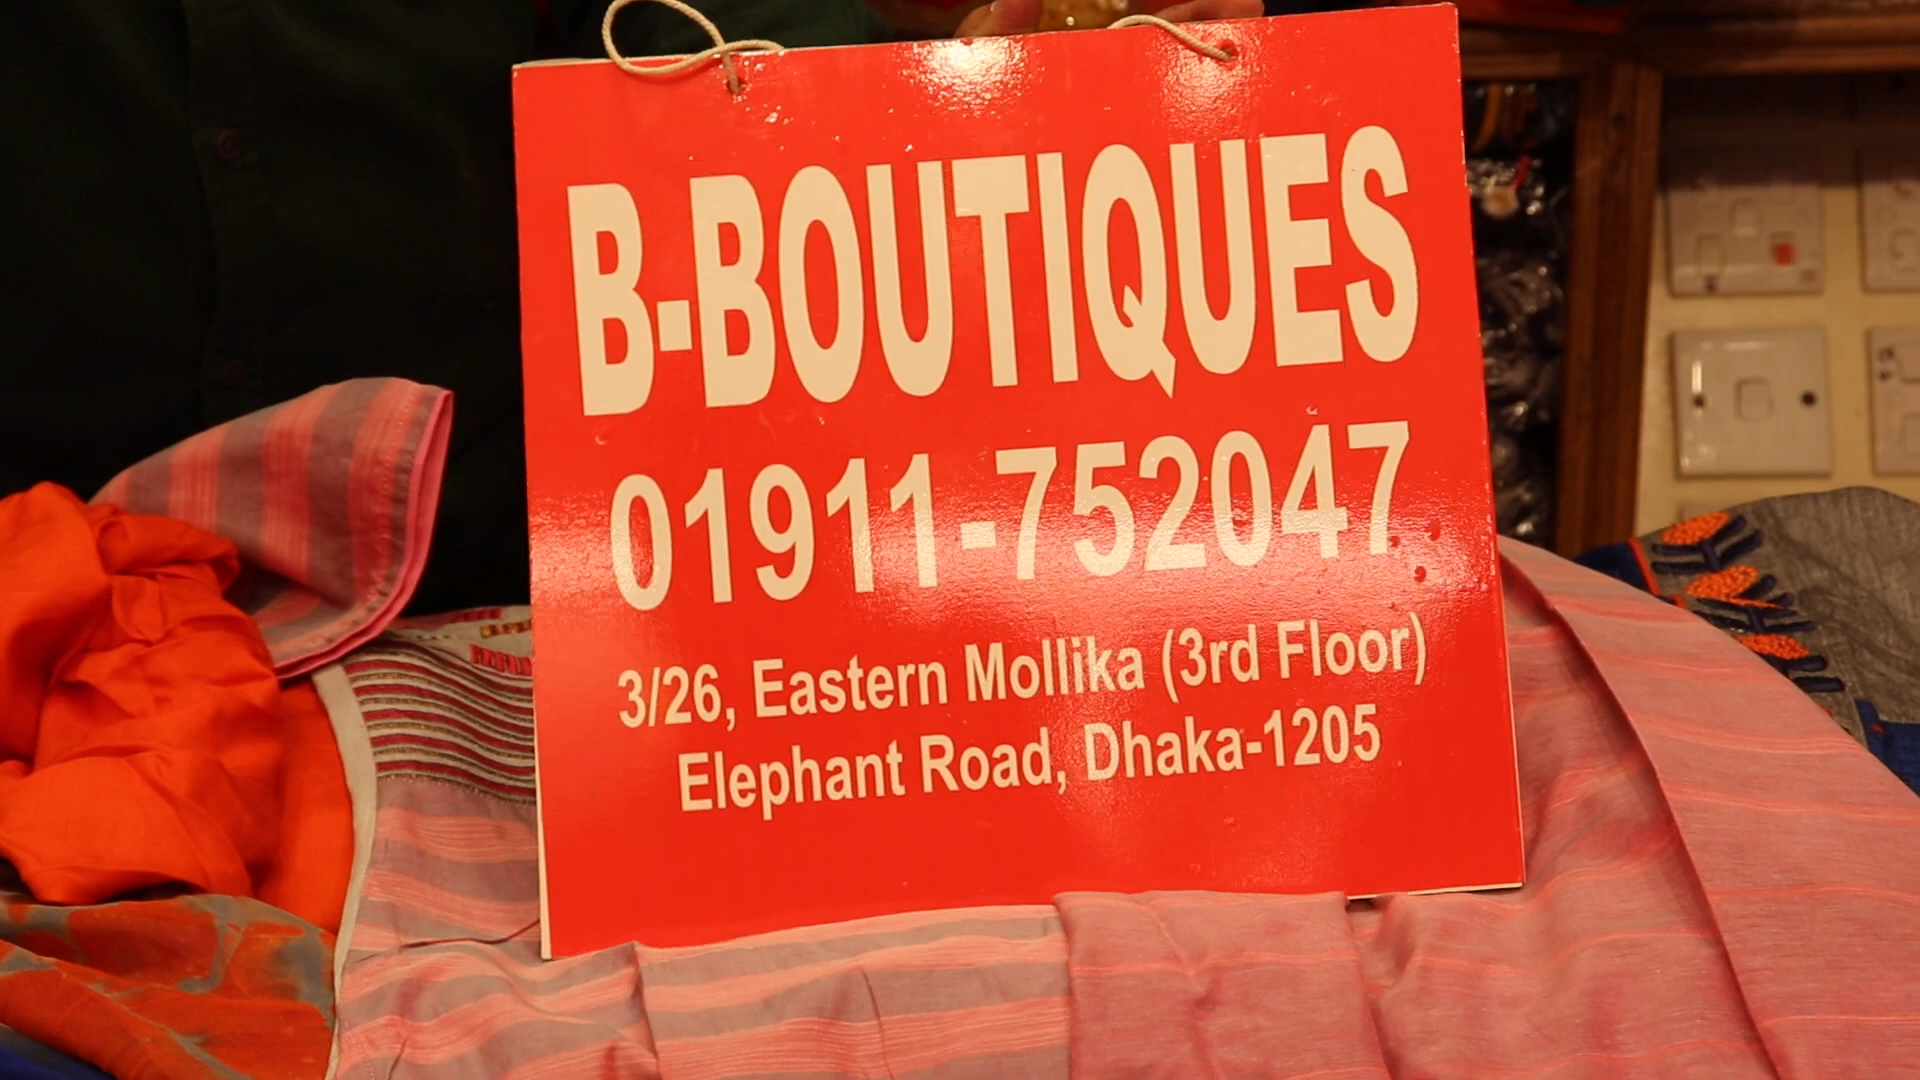 B-BOUTIQUES
01911-752047
3/26, Eastern Mollika (3rd Floor)
Elephant Road, Dhaka-1205